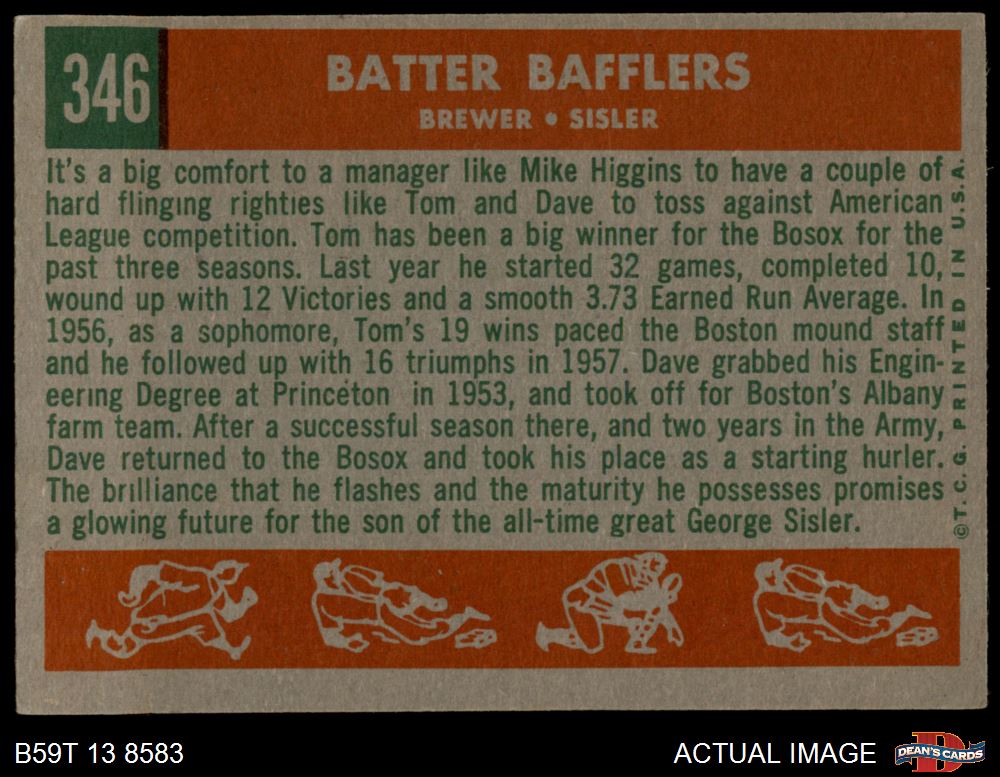 346
BATTER BAFFLERS
BREWER • SISLER
It's a big comfort to a manager like Mike Higgins to have a couple of
hard flinging righties like Tom and Dave to toss against American
League competition. Tom has been a big winner for the Bosox for the
past three seasons. Last year he started 32 games, completed 10,
wound up with 12 Victories and a smooth 3.73 Earned Run Average. In
1956, as a sophomore, Tom's 19 wins paced the Boston mound staff
and he followed up with 16 triumphs in 1957. Dave grabbed his Engin-
eering Degree at Princeton in 1953, and took off for Boston's Albany
farm team. After a successful season there, and two years in the Army,
Dave returned to the Bosox and took his place as a starting hurler.
The brilliance that he flashes and the maturity he possesses promises
a glowing future for the son of the all-time great George Sisler.
©T.C.G. PRINTED IN U.S.A.
B59T 13 8583
ACTUAL IMAGE
D
DEAN'S CARDS